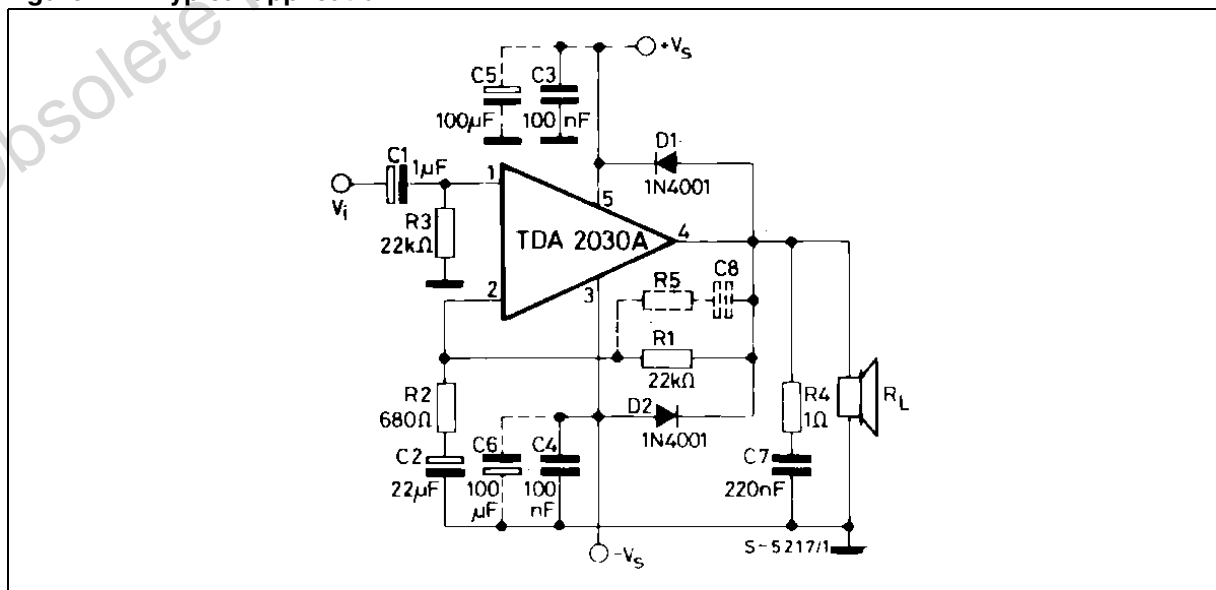 obsolete
+Vs
C5
C3
100µF
100 nF
D1
1N4001
C1
1µF
Vi
R3
22kΩ
1
2
3
4
5
TDA 2030A
R5
C8
R1
22kΩ
R2
680Ω
D2
1N4001
R4
1Ω
RL
C2
22µF
C6
100
µF
C4
100
nF
C7
220nF
-Vs
S-5217/1